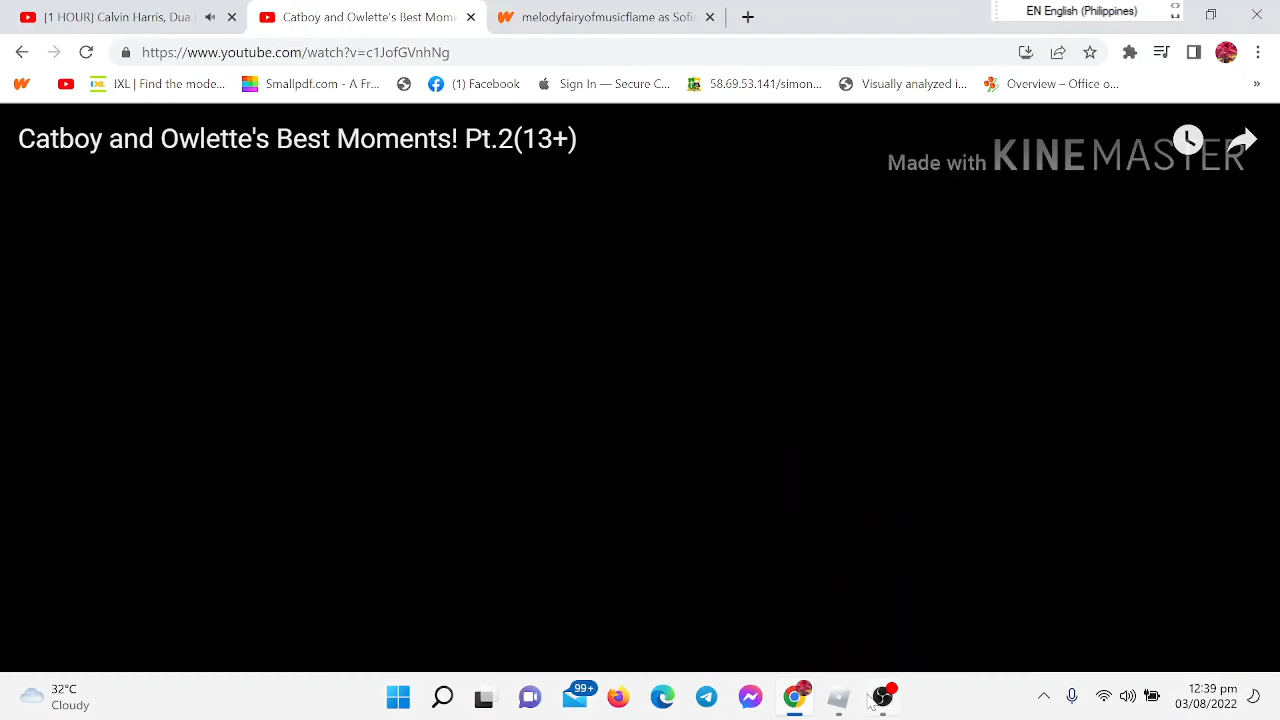 [1 HOUR] Calvin Harris, Dua
Catboy and Owlette's Best Mom
melodyfairyofmusicflame as Sofia
EN English (Philippines)
https://www.youtube.com/watch?v=c1JofGVnhNg
IXL | Find the mode...
Smallpdf.com - A Fr...
(1) Facebook
Sign In — Secure C...
58.69.53.141/s...
Visually analyzed i...
Overview – Office o...
»
Catboy and Owlette's Best Moments! Pt.2(13+)
Made with KINEMASTER
32°C
Cloudy
99+
12:39 pm
03/08/2022